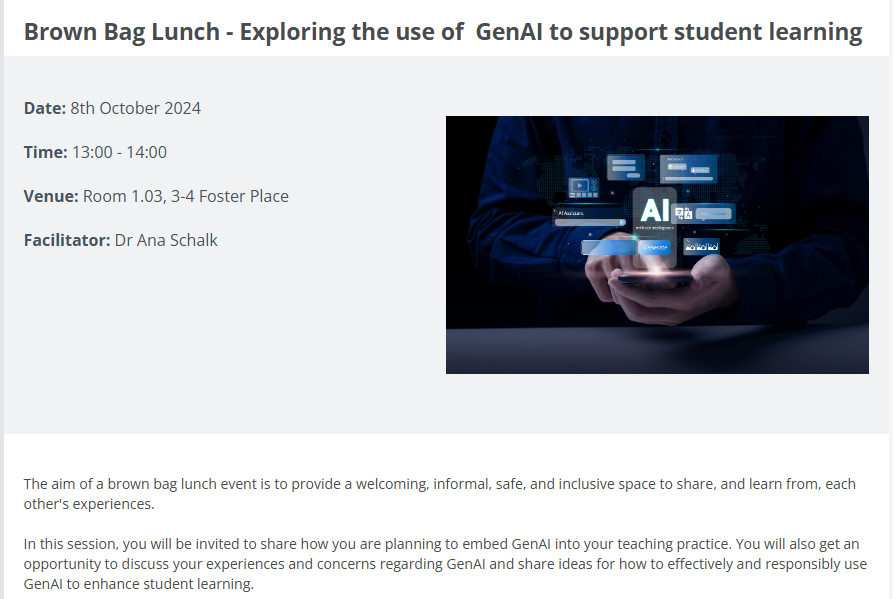 Brown Bag Lunch - Exploring the use of  GenAI to support student learning
Date: 8th October 2024
Time: 13:00 - 14:00
Venue: Room 1.03, 3-4 Foster Place
Facilitator: Dr Ana Schalk
AI Assistant
AI
artificial intelligence
Generate
The aim of a brown bag lunch event is to provide a welcoming, informal, safe, and inclusive space to share, and learn from, each
other's experiences.
In this session, you will be invited to share how you are planning to embed GenAI into your teaching practice. You will also get an
opportunity to discuss your experiences and concerns regarding GenAI and share ideas for how to effectively and responsibly use
GenAI to enhance student learning.